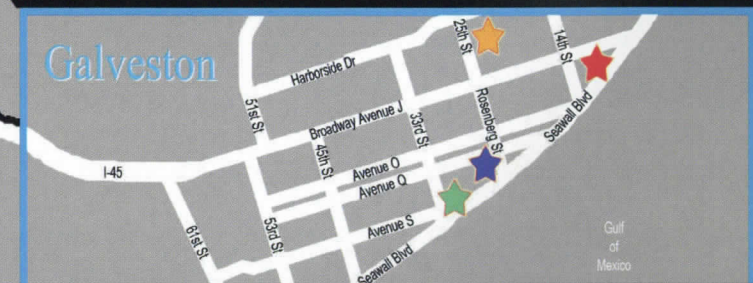 Galveston
25th St
14th St
Harborside Dr
51st St
Broadway Avenue J
33rd St
Rosenberg St
Seawall Blvd
45th St
Avenue O
I-45
Avenue Q
61st St
53rd St
Avenue S
Seawall Blvd
Gulf
of
Mexico